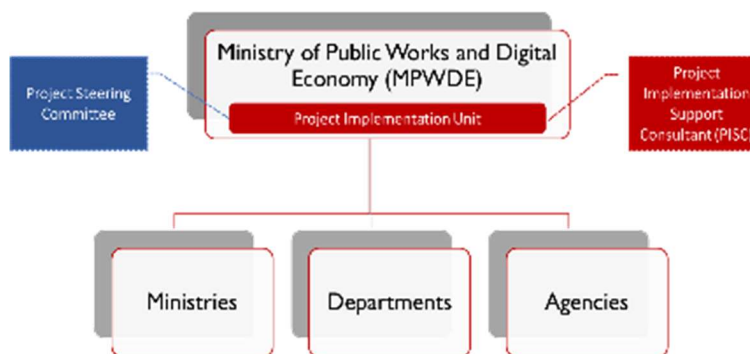 Ministry of Public Works and Digital
Economy (MPWDE)
Project Steering
Committee
Project Implementation Unit
Project
Implementation
Support
Consultant (PISC)
Ministries
Departments
Agencies